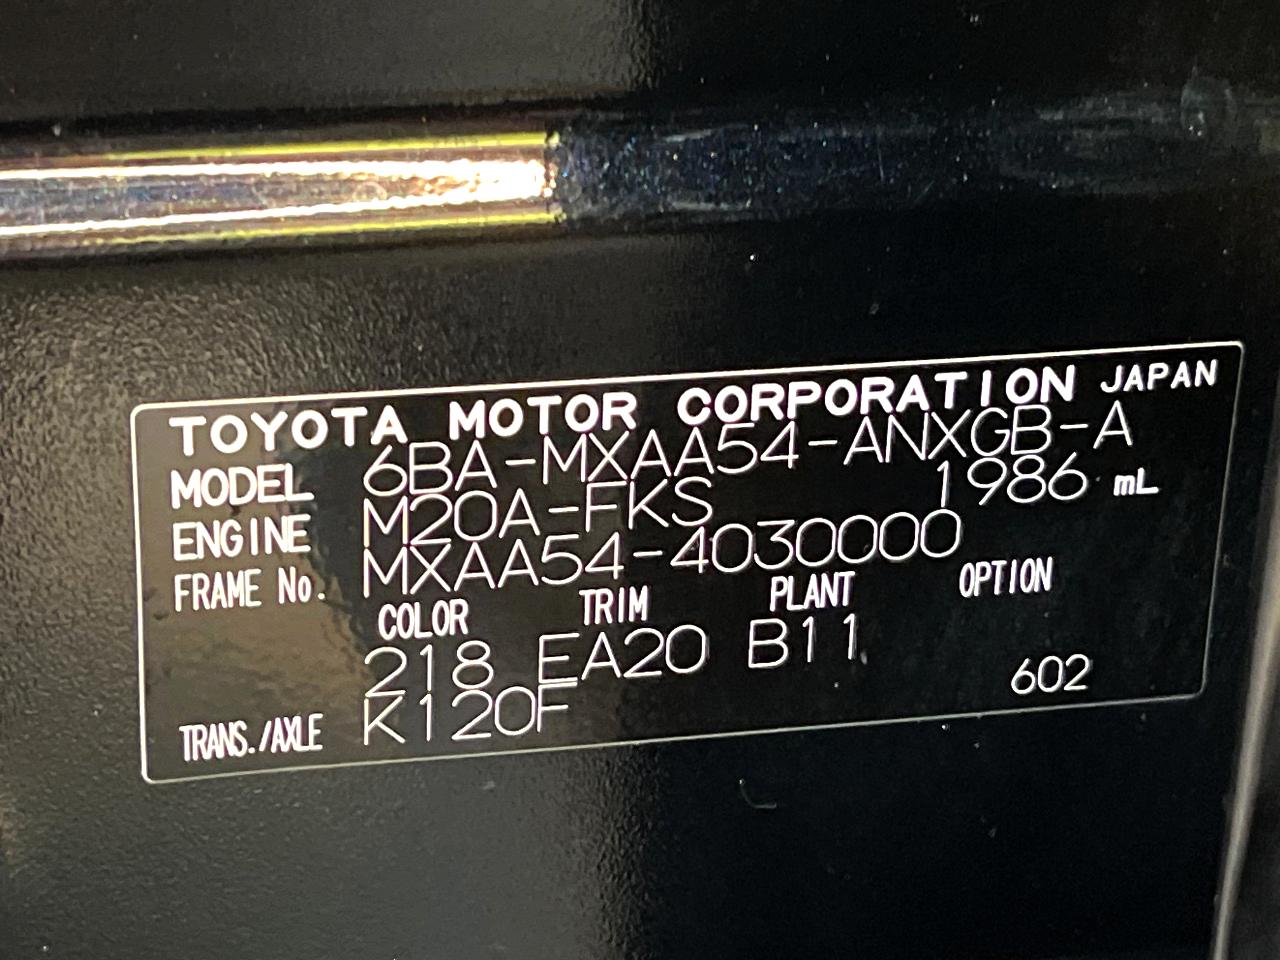 TOYOTA MOTOR CORPORATION JAPAN
MODEL 6BA-MXAA54-ANXGB-A
ENGINE M20A-FKS 1986 mL
FRAME No. MXAA54-4030000
COLOR TRIM PLANT OPTION
218 EA20 B11
TRANS./AXLE K120F 602